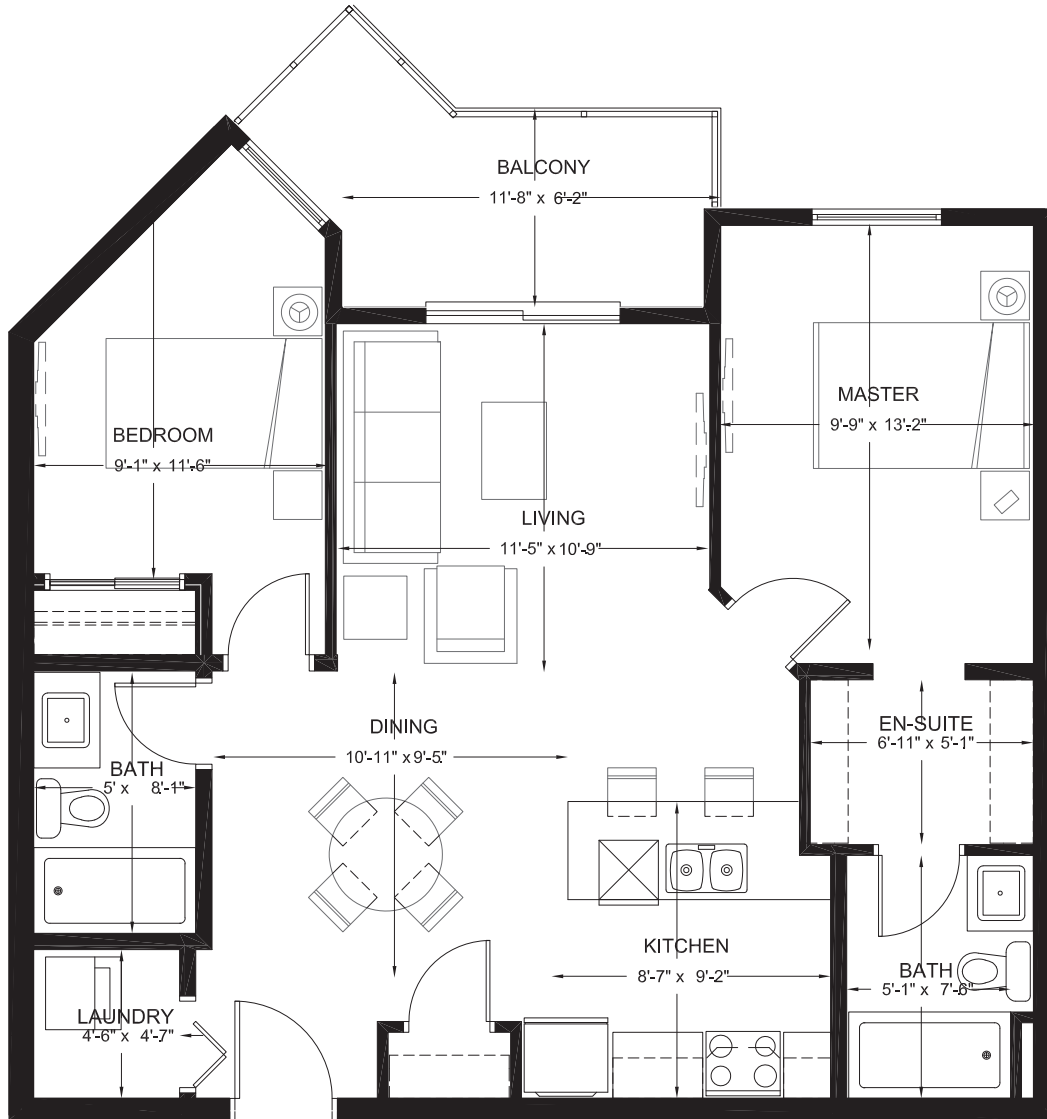 BALCONY
11'-8" x 6'-2"
MASTER
9'-9" x 13'-2"
BEDROOM
9'-1" x 11'-6"
LIVING
11'-5" x 10'-9"
DINING
10'-11" x 9'-5"
EN-SUITE
6'-11" x 5'-1"
BATH
5' x 8'-1"
KITCHEN
8'-7" x 9'-2"
BATH
5'-1" x 7'-6"
LAUNDRY
4'-6" x 4'-7"